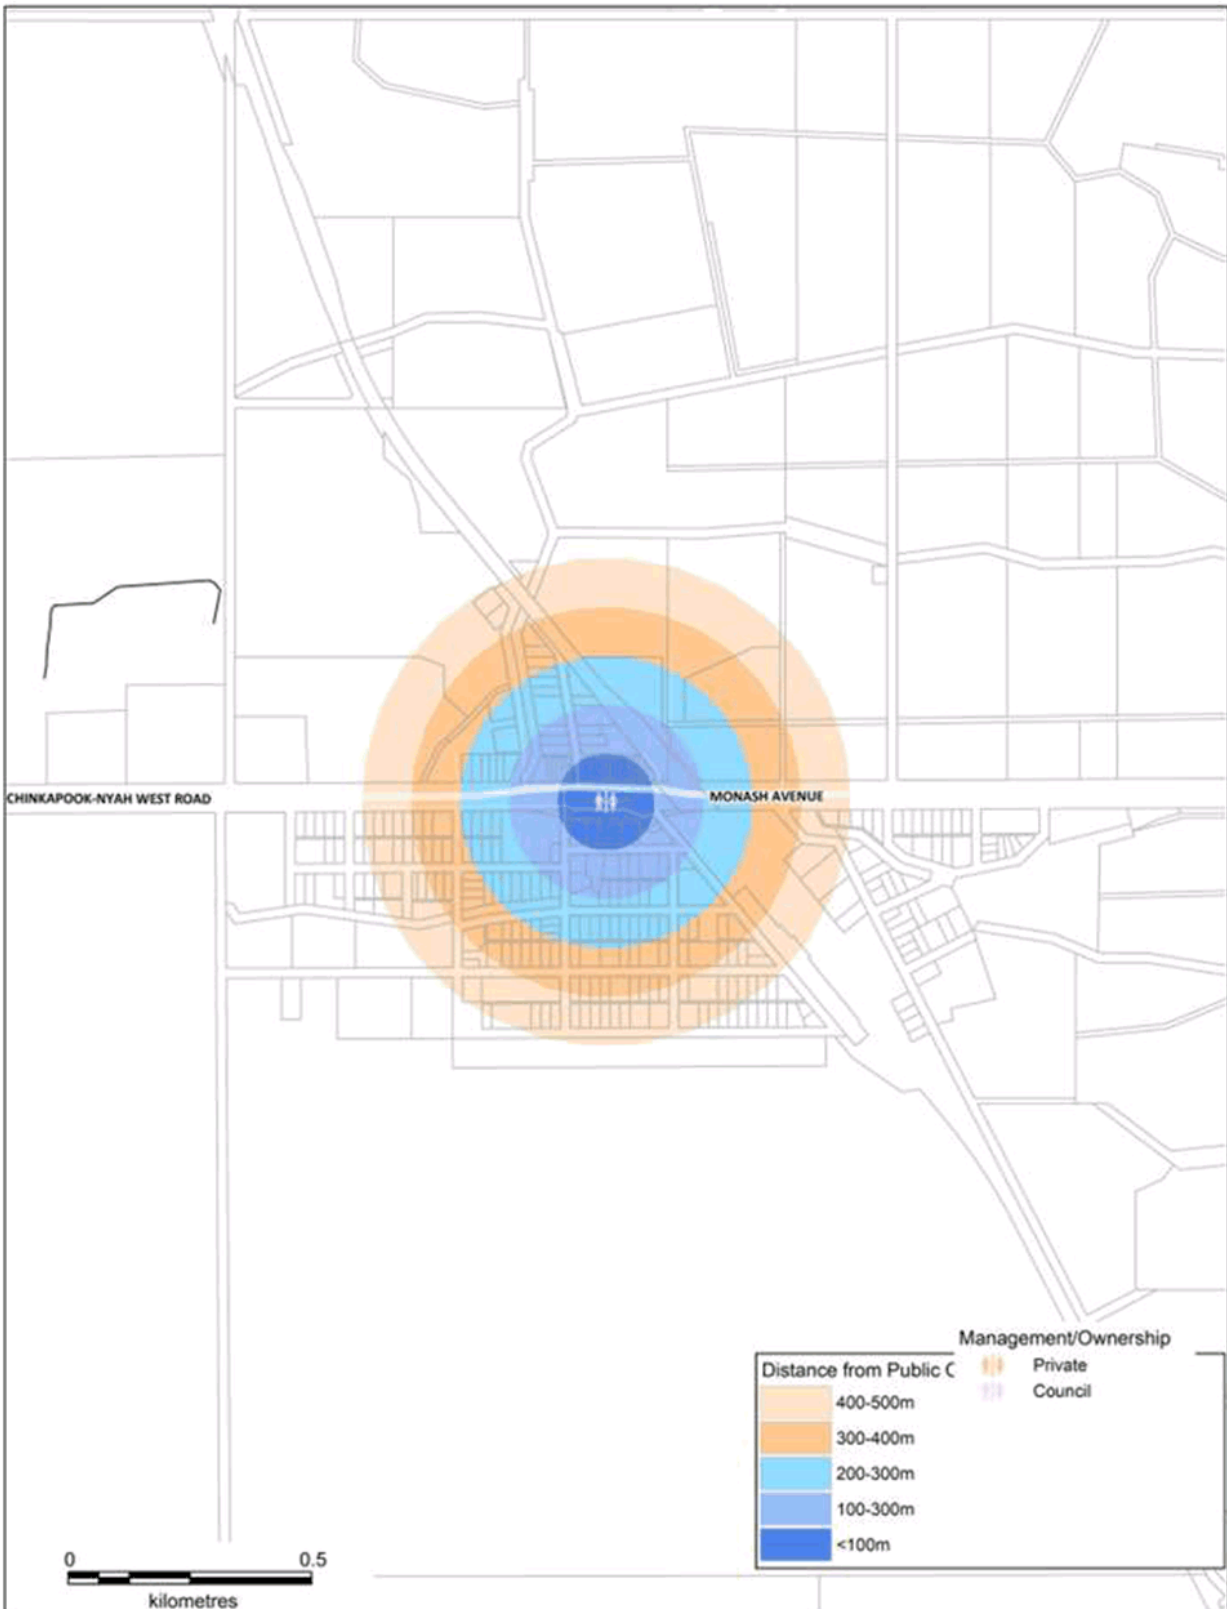 CHINKAPOOK-NYAH WEST ROAD
MONASH AVENUE
Management/Ownership
Private
Council
Distance from Public C
400-500m
300-400m
200-300m
100-300m
<100m
0 0.5
kilometres